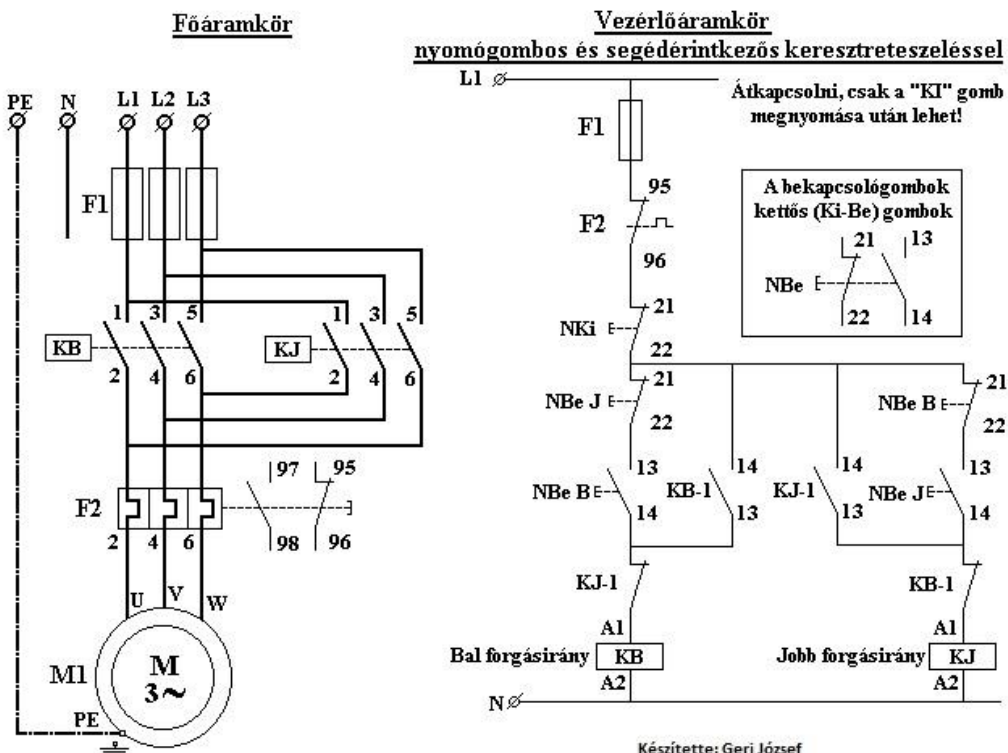 Főáramkör
PE
N
L1 L2 L3
F1
1 3 5
KB
2 4 6
1 3 5
KJ
2 4 6
97 95
F2
98 96
2 4 6
U V W
M1
M
3~
PE
Vezérlőáramkör
nyomógombos és segédérintkezős keresztreteszeléssel
L1
Átkapcsolni, csak a "KI" gomb
megnyomása után lehet!
F1
95
F2
96
A bekapcsológombok
kettős (Ki-Be) gombok
21 13
NBe
22 14
21
NKi
22
21
NBe J
22
21
NBe B
22
13
NBe B
14
14
KB-1
13
14
KJ-1
13
13
NBe J
14
KJ-1
KB-1
A1
Bal forgásirány KB
A2
A1
Jobb forgásirány KJ
A2
N
Készítette: Geri József